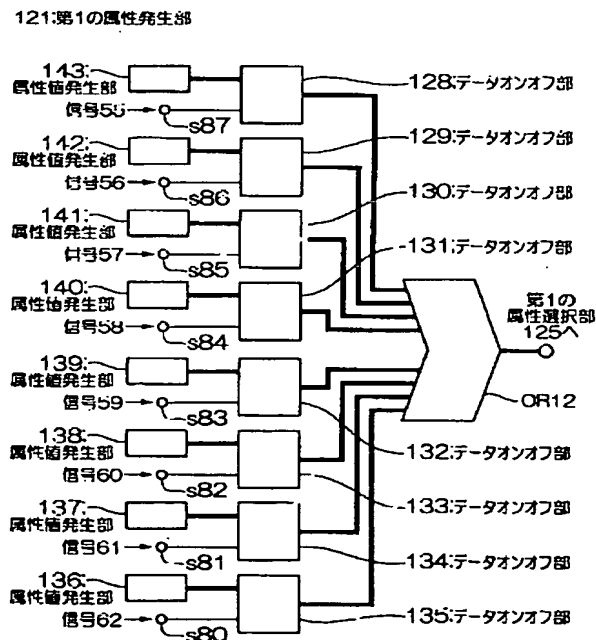 121:第1の属性発生部
143:
属性値発生部
信号55
s87
128:データオンオフ部
142:
属性値発生部
信号56
s86
129:データオンオフ部
141:
属性値発生部
信号57
s85
130:データオンオフ部
140:
属性値発生部
信号58
s84
131:データオンオフ部
第1の
属性選択部
125へ
OR12
139:
属性値発生部
信号59
s83
132:データオンオフ部
138:
属性値発生部
信号60
s82
133:データオンオフ部
137:
属性値発生部
信号61
s81
134:データオンオフ部
136:
属性値発生部
信号62
s80
135:データオンオフ部